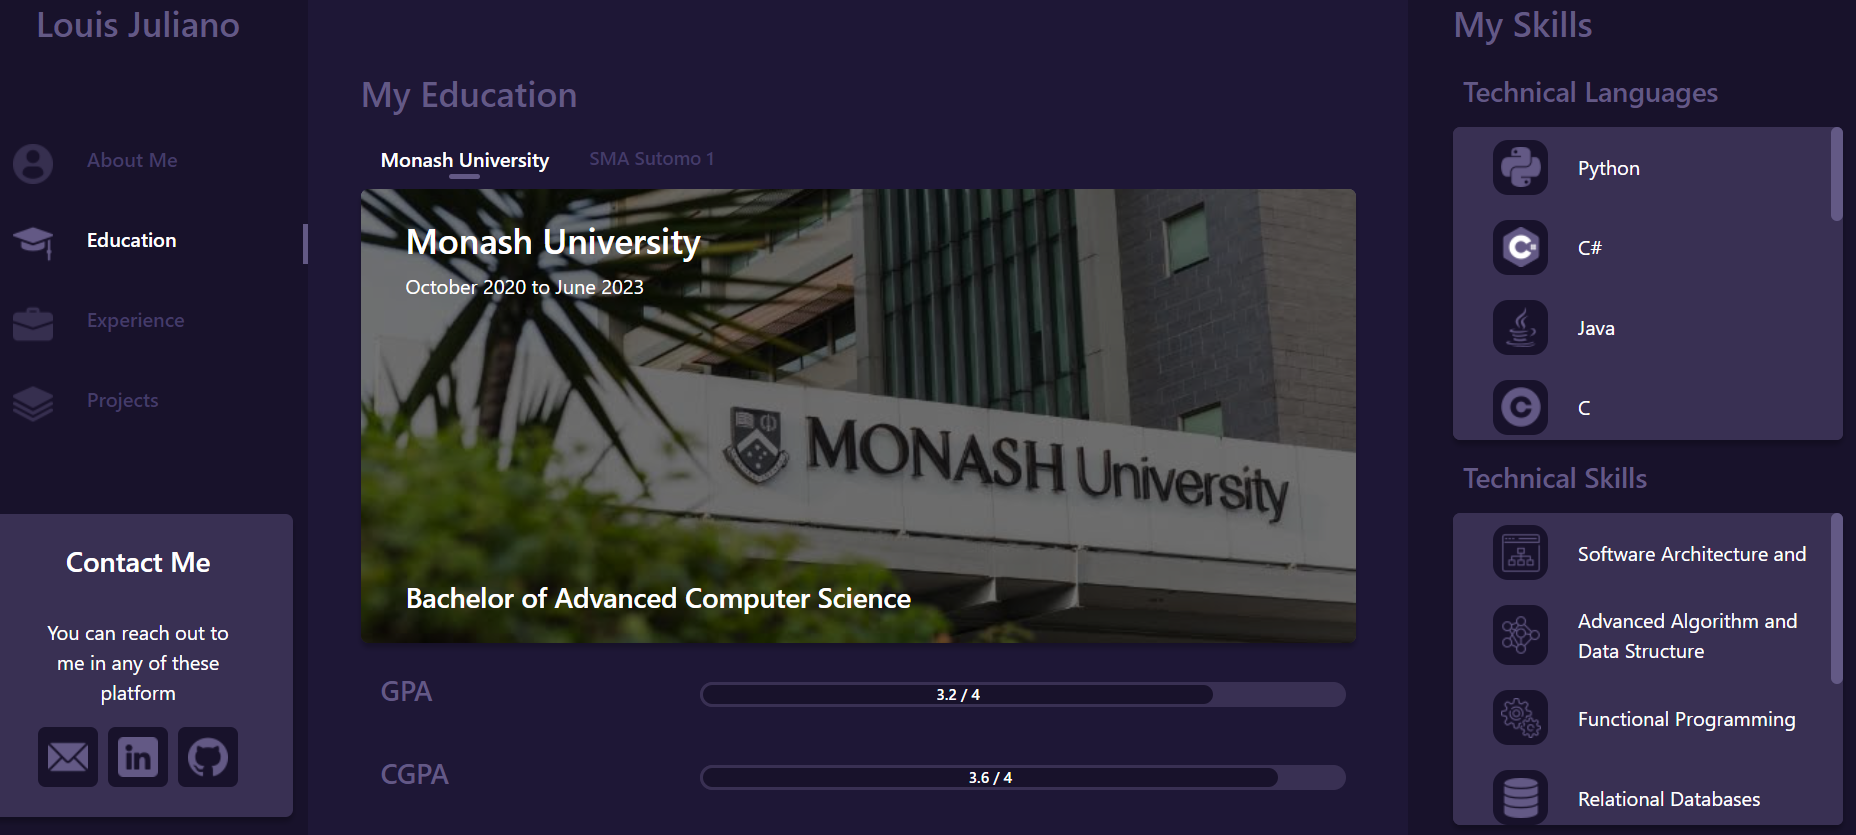 Louis Juliano
About Me
Education
Experience
Projects
Contact Me
You can reach out to
me in any of these
platform
in
My Education
Monash University
SMA Sutomo 1
Monash University
October 2020 to June 2023
MONASH University
Bachelor of Advanced Computer Science
GPA
3.2 / 4
CGPA
3.6 / 4
My Skills
Technical Languages
Python
C#
Java
C
Technical Skills
Software Architecture and
Advanced Algorithm and
Data Structure
Functional Programming
Relational Databases